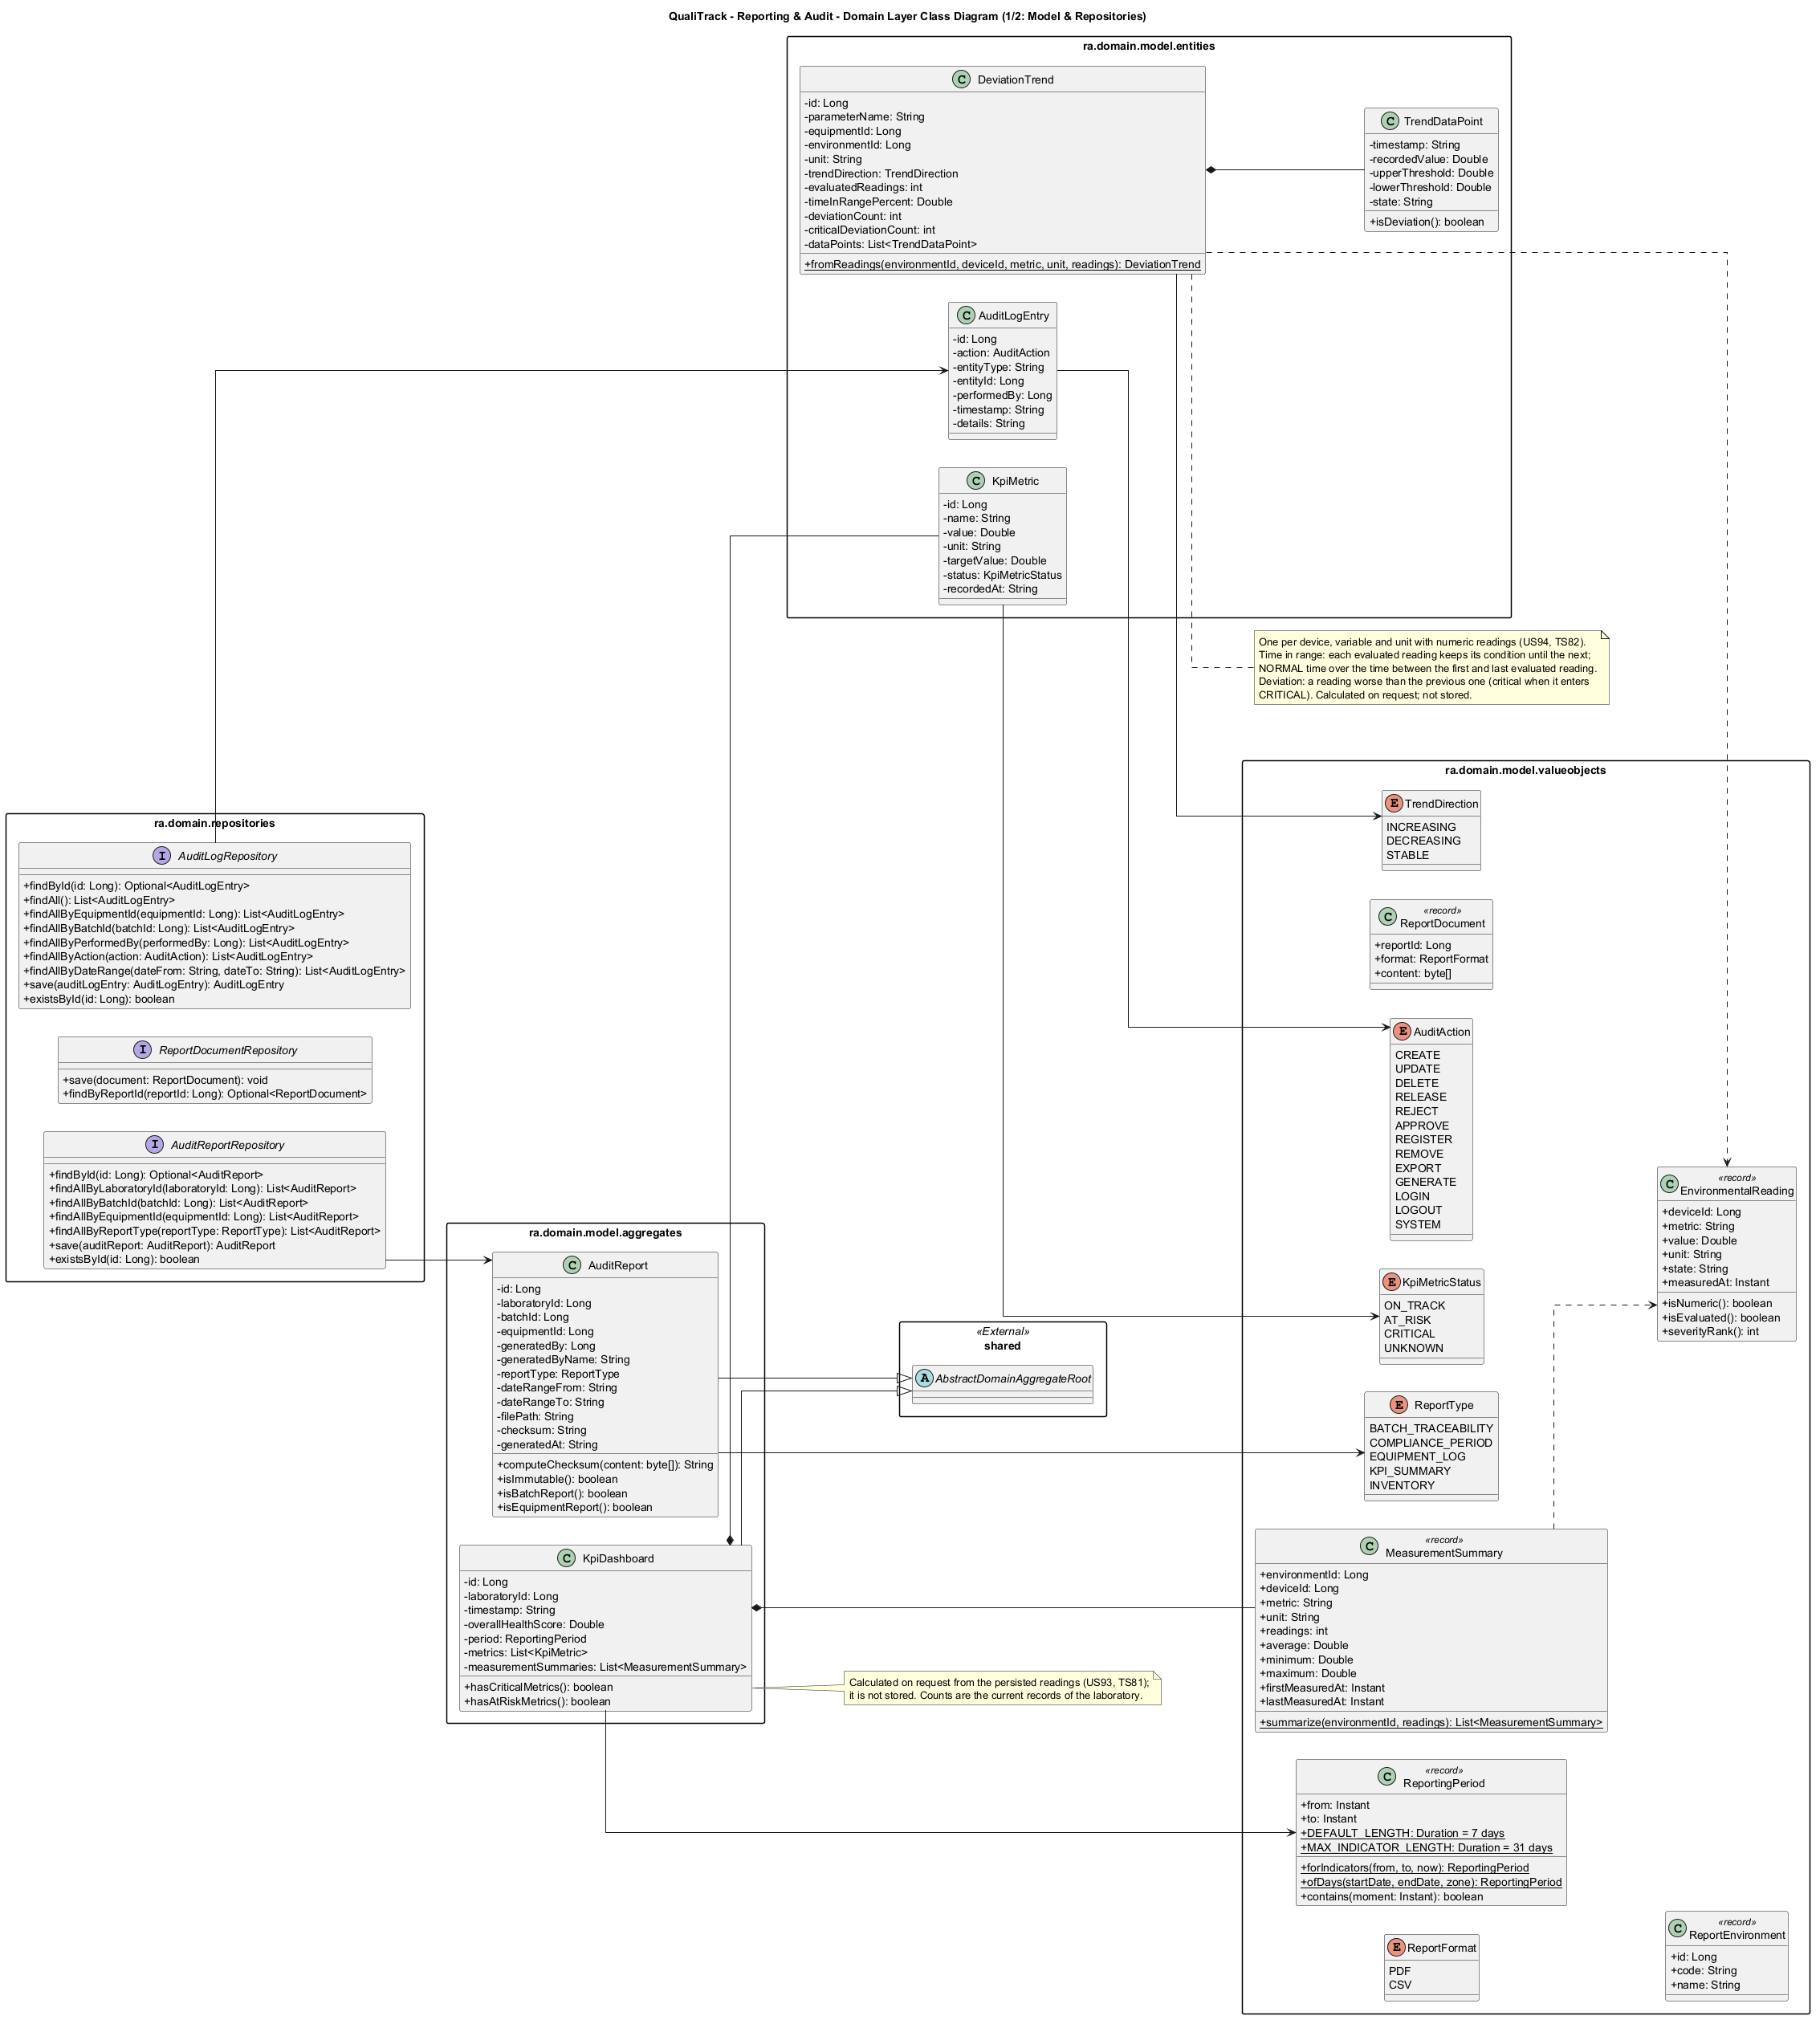 QualiTrack - Reporting & Audit - Domain Layer Class Diagram (1/2: Model & Repositories)
ra.domain.model.entities
C DeviationTrend
-id: Long
-parameterName: String
-equipmentId: Long
-environmentId: Long
-unit: String
-trendDirection: TrendDirection
-evaluatedReadings: int
-timeInRangePercent: Double
-deviationCount: int
-criticalDeviationCount: int
-dataPoints: List<TrendDataPoint>
+fromReadings(environmentId, deviceId, metric, unit, readings): DeviationTrend
C TrendDataPoint
-timestamp: String
-recordedValue: Double
-upperThreshold: Double
-lowerThreshold: Double
-state: String
+isDeviation(): boolean
C AuditLogEntry
-id: Long
-action: AuditAction
-entityType: String
-entityId: Long
-performedBy: Long
-timestamp: String
-details: String
C KpiMetric
-id: Long
-name: String
-value: Double
-unit: String
-targetValue: Double
-status: KpiMetricStatus
-recordedAt: String
One per device, variable and unit with numeric readings (US94, TS82).
Time in range: each evaluated reading keeps its condition until the next;
NORMAL time over the time between the first and last evaluated reading.
Deviation: a reading worse than the previous one (critical when it enters
CRITICAL). Calculated on request; not stored.
ra.domain.repositories
I AuditLogRepository
+findById(id: Long): Optional<AuditLogEntry>
+findAll(): List<AuditLogEntry>
+findAllByEquipmentId(equipmentId: Long): List<AuditLogEntry>
+findAllByBatchId(batchId: Long): List<AuditLogEntry>
+findAllByPerformedBy(performedBy: Long): List<AuditLogEntry>
+findAllByAction(action: AuditAction): List<AuditLogEntry>
+findAllByDateRange(dateFrom: String, dateTo: String): List<AuditLogEntry>
+save(auditLogEntry: AuditLogEntry): AuditLogEntry
+existsById(id: Long): boolean
I ReportDocumentRepository
+save(document: ReportDocument): void
+findByReportId(reportId: Long): Optional<ReportDocument>
I AuditReportRepository
+findById(id: Long): Optional<AuditReport>
+findAllByLaboratoryId(laboratoryId: Long): List<AuditReport>
+findAllByBatchId(batchId: Long): List<AuditReport>
+findAllByEquipmentId(equipmentId: Long): List<AuditReport>
+findAllByReportType(reportType: ReportType): List<AuditReport>
+save(auditReport: AuditReport): AuditReport
+existsById(id: Long): boolean
ra.domain.model.aggregates
C AuditReport
-id: Long
-laboratoryId: Long
-batchId: Long
-equipmentId: Long
-generatedBy: Long
-generatedByName: String
-reportType: ReportType
-dateRangeFrom: String
-dateRangeTo: String
-filePath: String
-checksum: String
-generatedAt: String
+computeChecksum(content: byte[]): String
+isImmutable(): boolean
+isBatchReport(): boolean
+isEquipmentReport(): boolean
C KpiDashboard
-id: Long
-laboratoryId: Long
-timestamp: String
-overallHealthScore: Double
-period: ReportingPeriod
-metrics: List<KpiMetric>
-measurementSummaries: List<MeasurementSummary>
+hasCriticalMetrics(): boolean
+hasAtRiskMetrics(): boolean
«External»
shared
A AbstractDomainAggregateRoot
Calculated on request from the persisted readings (US93, TS81);
it is not stored. Counts are the current records of the laboratory.
ra.domain.model.valueobjects
E TrendDirection
INCREASING
DECREASING
STABLE
«record»
C ReportDocument
+reportId: Long
+format: ReportFormat
+content: byte[]
E AuditAction
CREATE
UPDATE
DELETE
RELEASE
REJECT
APPROVE
REGISTER
REMOVE
EXPORT
GENERATE
LOGIN
LOGOUT
SYSTEM
«record»
C EnvironmentalReading
+deviceId: Long
+metric: String
+value: Double
+unit: String
+state: String
+measuredAt: Instant
+isNumeric(): boolean
+isEvaluated(): boolean
+severityRank(): int
E KpiMetricStatus
ON_TRACK
AT_RISK
CRITICAL
UNKNOWN
E ReportType
BATCH_TRACEABILITY
COMPLIANCE_PERIOD
EQUIPMENT_LOG
KPI_SUMMARY
INVENTORY
«record»
C MeasurementSummary
+environmentId: Long
+deviceId: Long
+metric: String
+unit: String
+readings: int
+average: Double
+minimum: Double
+maximum: Double
+firstMeasuredAt: Instant
+lastMeasuredAt: Instant
+summarize(environmentId, readings): List<MeasurementSummary>
«record»
C ReportingPeriod
+from: Instant
+to: Instant
+DEFAULT_LENGTH: Duration = 7 days
+MAX_INDICATOR_LENGTH: Duration = 31 days
+forIndicators(from, to, now): ReportingPeriod
+ofDays(startDate, endDate, zone): ReportingPeriod
+contains(moment: Instant): boolean
E ReportFormat
PDF
CSV
«record»
C ReportEnvironment
+id: Long
+code: String
+name: String